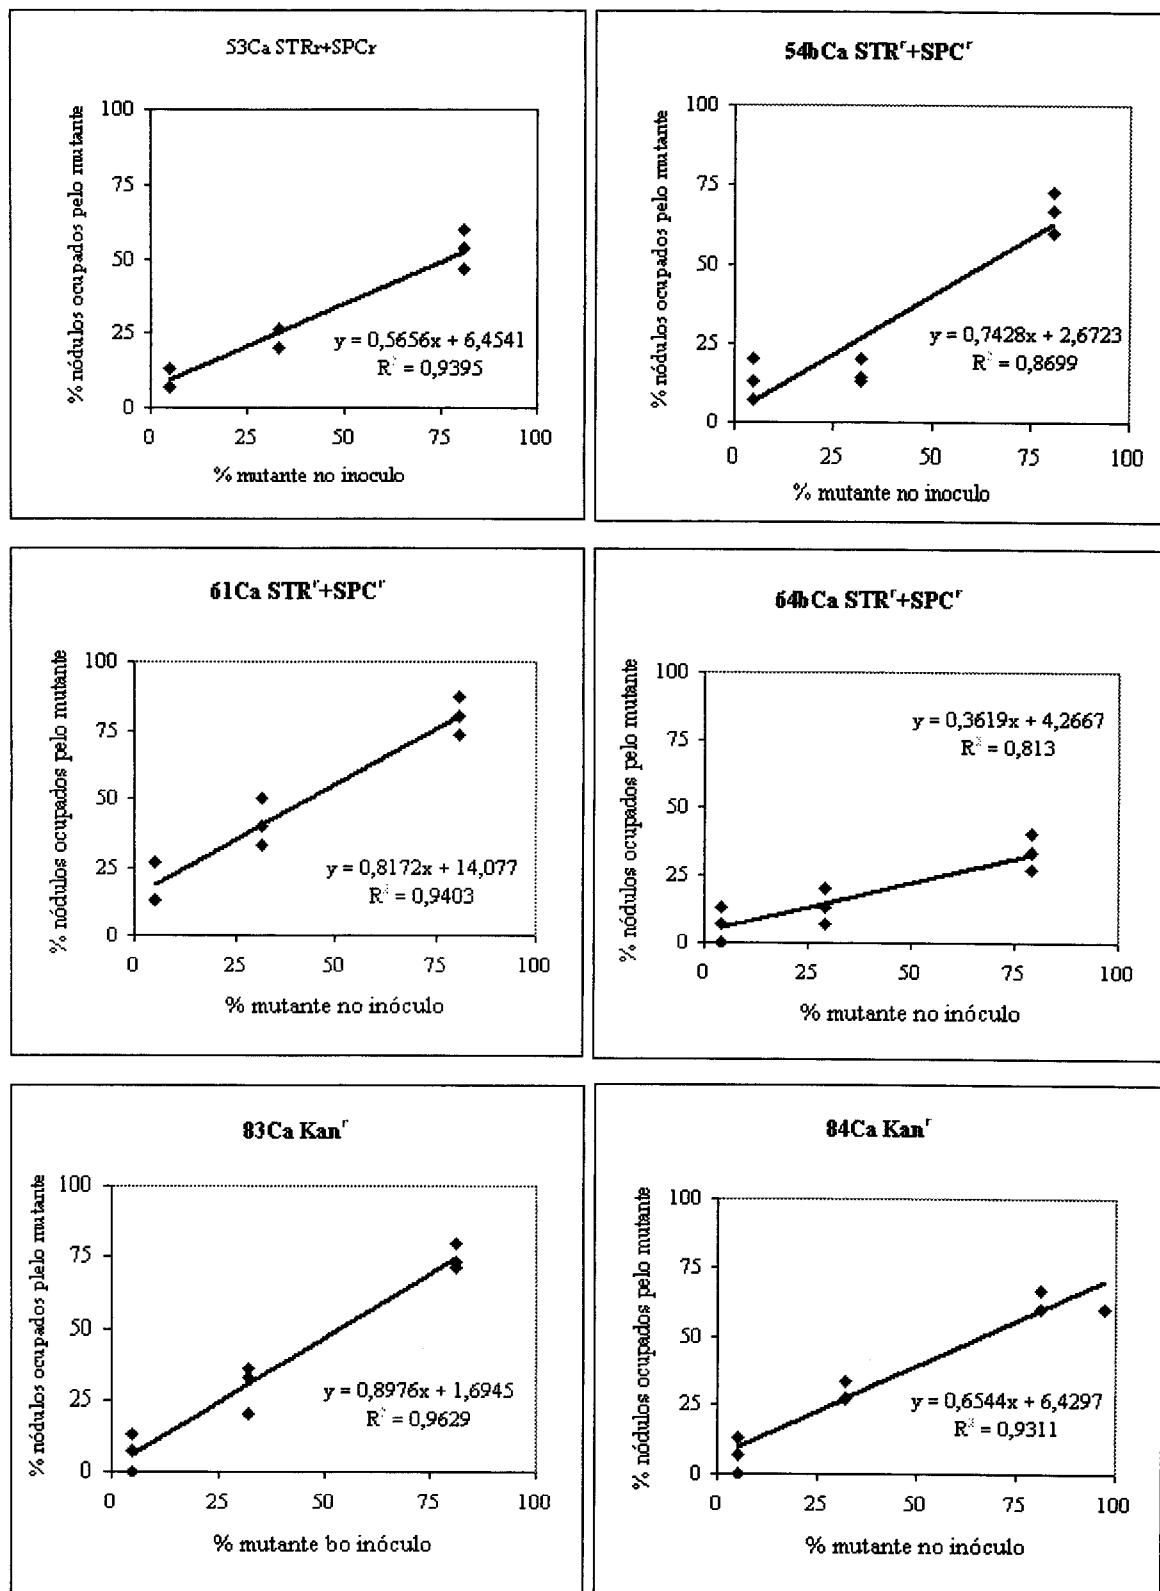 53Ca STRr+SPCr
% nódulos ocupados pelo mutante
100
75
50
25
0
y = 0,5656x + 6,4541
R² = 0,9395
0 25 50 75 100
% mutante no inoculo
54bCa STRʳ+SPCʳ
% nódulos ocupados pelo mutante
100
75
50
25
0
y = 0,7428x + 2,6723
R² = 0,8699
0 25 50 75 100
% mutante no inoculo
61Ca STRʳ+SPCʳ
% nódulos ocupados pelo mutante
100
75
50
25
0
y = 0,8172x + 14,077
R² = 0,9403
0 25 50 75 100
% mutante no inóculo
64bCa STRʳ+SPCʳ
% nódulos ocupados pelo mutante
100
75
50
25
0
y = 0,3619x + 4,2667
R² = 0,813
0 25 50 75 100
% mutante no inóculo
83Ca Kanʳ
% nódulos ocupados plelo mutante
100
75
50
25
0
y = 0,8976x + 1,6945
R² = 0,9629
0 25 50 75 100
% mutante bo inóculo
84Ca Kanʳ
% nódulos ocupados pelo mutante
100
75
50
25
0
y = 0,6544x + 6,4297
R² = 0,9311
0 25 50 75 100
% mutante no inóculo